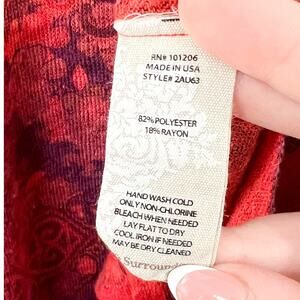 RN# 101206
MADE IN USA
STYLE# 2AU63
82% POLYESTER
18% RAYON
HAND WASH COLD
ONLY NON-CHLORINE
BLEACH WHEN NEEDED
LAY FLAT TO DRY
COOL IRON IF NEEDED
MAY BE DRY CLEANED